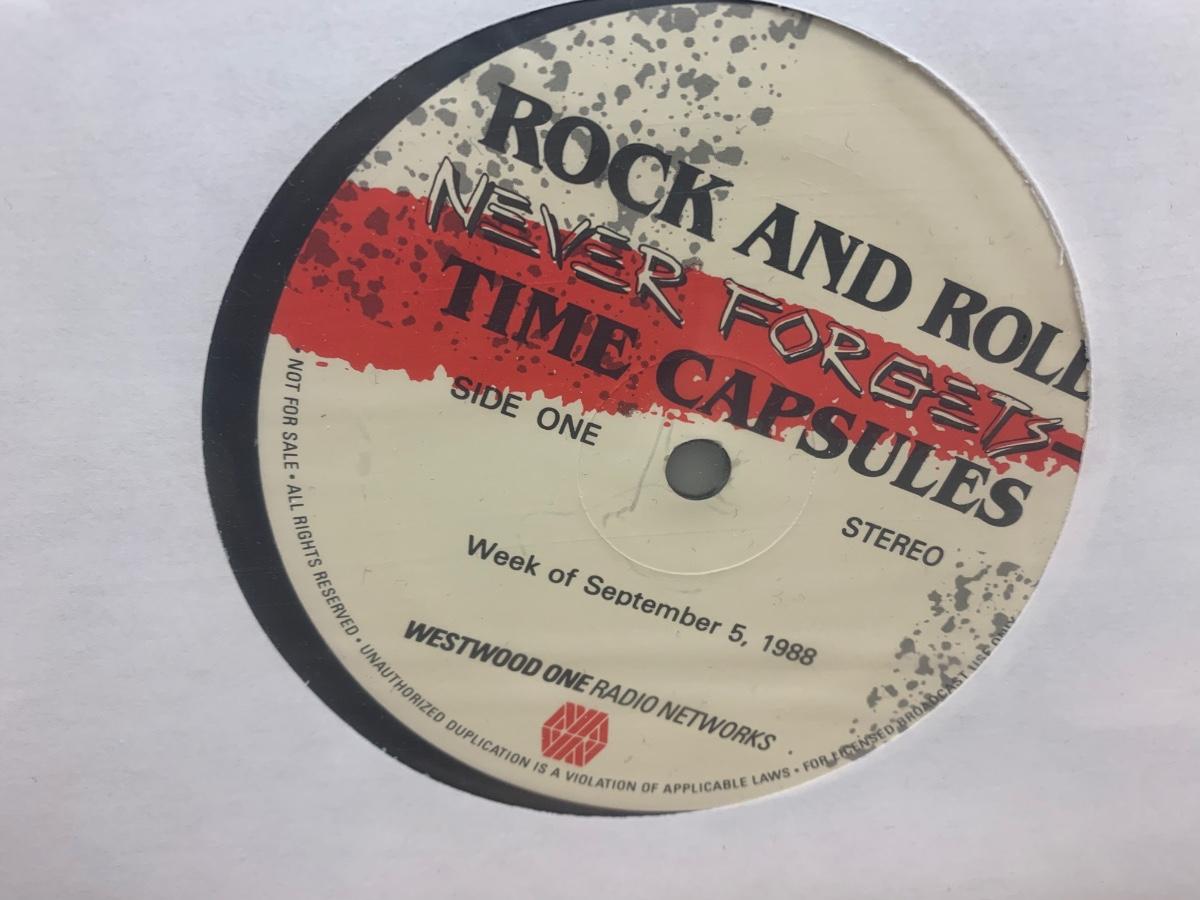 ROCK AND ROLL
NEVER FORGETS-
TIME CAPSULES
SIDE ONE
STEREO
Week of September 5, 1988
WESTWOOD ONE RADIO NETWORKS
• NOT FOR SALE • ALL RIGHTS RESERVED • UNAUTHORIZED DUPLICATION IS A VIOLATION OF APPLICABLE LAWS • FOR LICENSED BROADCAST USE ONLY